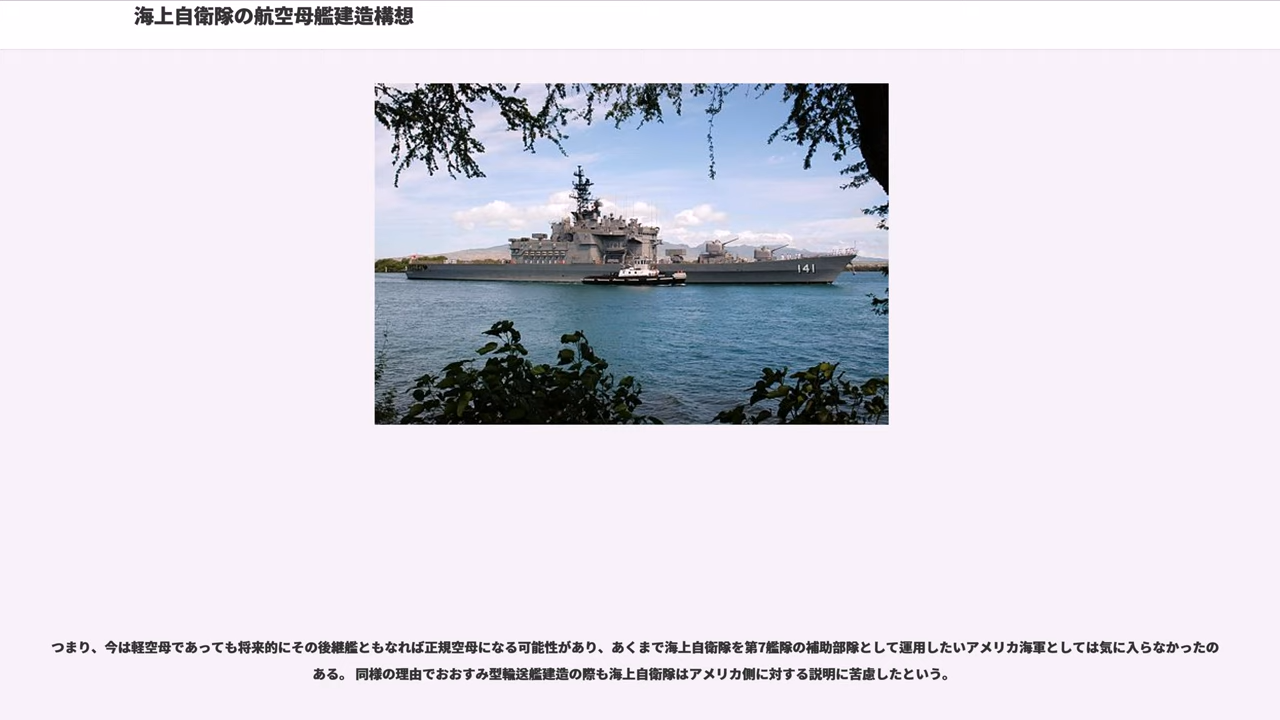 海上自衛隊の航空母艦建造構想
141
つまり、今は軽空母であっても将来的にその後継艦ともなれば正規空母になる可能性があり、あくまで海上自衛隊を第7艦隊の補助部隊として運用したいアメリカ海軍としては気に入らなかったの
ある。 同様の理由でおおすみ型輸送艦建造の際も海上自衛隊はアメリカ側に対する説明に苦慮したという。